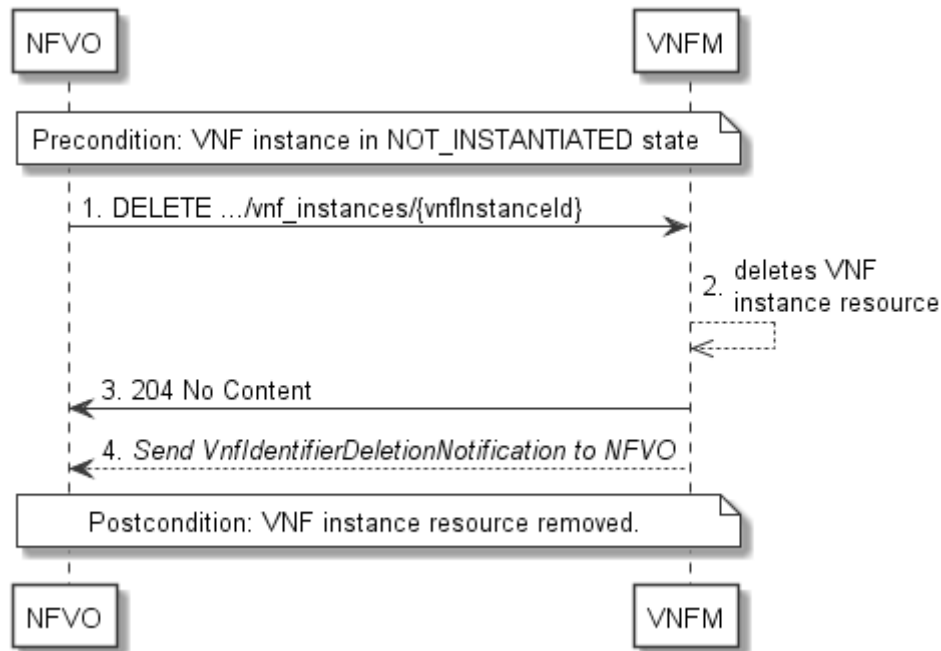 NFVO VNFM
Precondition: VNF instance in NOT_INSTANTIATED state
1. DELETE .../vnf_instances/{vnfInstanceId}
2. deletes VNF
instance resource
3. 204 No Content
4. Send VnfIdentifierDeletionNotification to NFVO
Postcondition: VNF instance resource removed.
NFVO VNFM